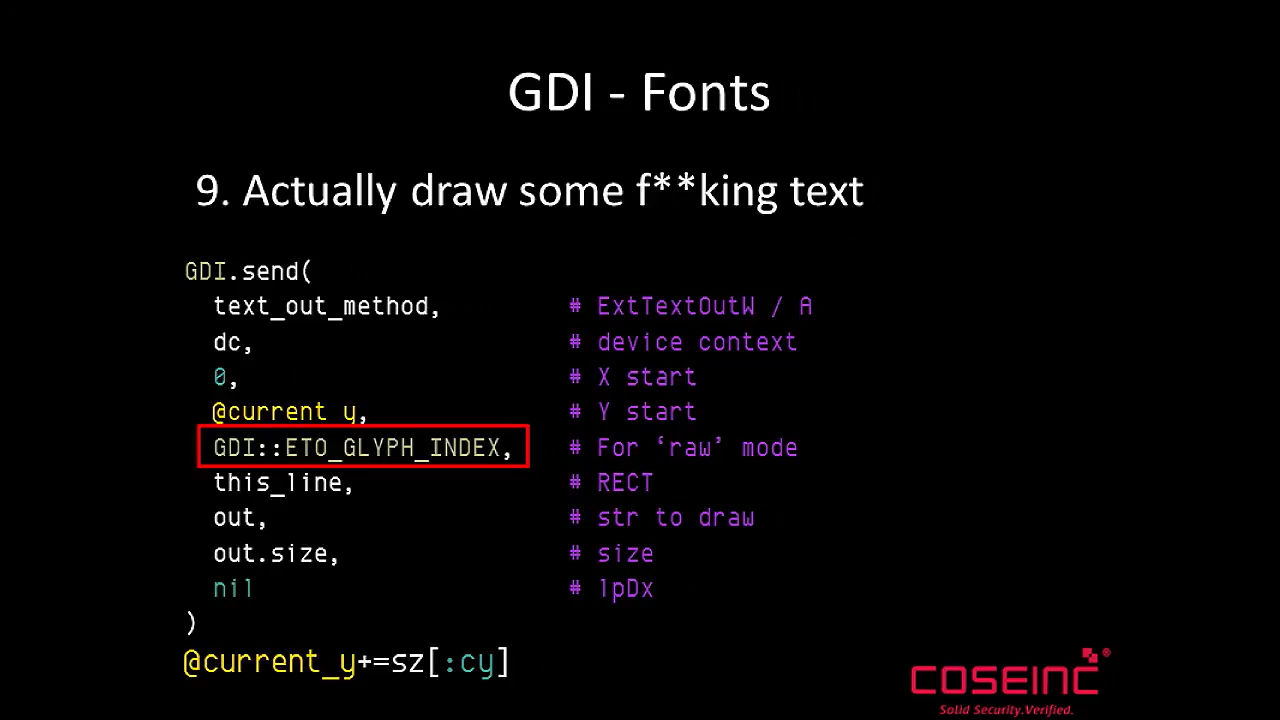 GDI - Fonts
9. Actually draw some f**king text
GDI.send(
text_out_method, # ExtTextOutW / A
dc, # device context
0, # X start
@current_y, # Y start
GDI::ETO_GLYPH_INDEX, # For ‘raw’ mode
this_line, # RECT
out, # str to draw
out.size, # size
nil # lpDx
)
@current_y+=sz[:cy]
COSEINC®
Solid Security.Verified.